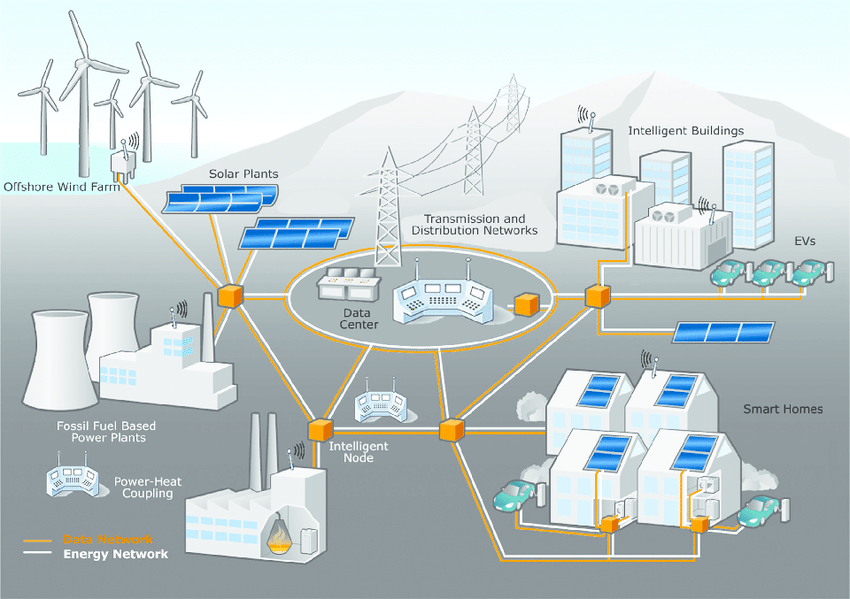 Intelligent Buildings
Solar Plants
Offshore Wind Farm
Transmission and
Distribution Networks
EVs
Data
Center
Fossil Fuel Based
Power Plants
Smart Homes
Intelligent
Node
Power-Heat
Coupling
Data Network
Energy Network